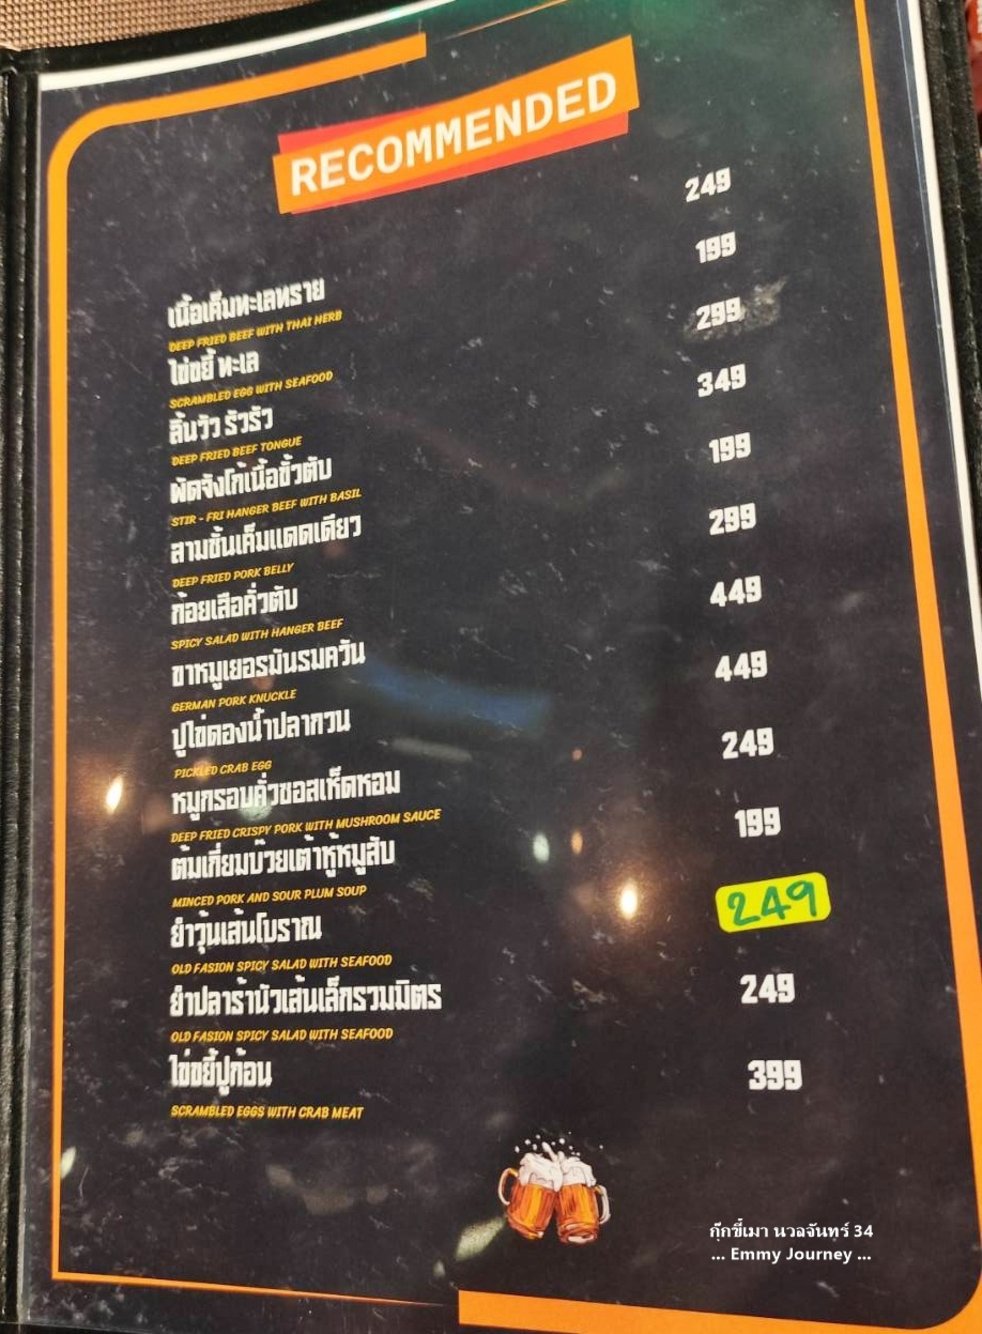 RECOMMENDED
เนื้อเค็มทะเลทราย 249
DEEP FRIED BEEF WITH THAI HERB
ไข่ขยี้ ทะเล 199
SCRAMBLED EGG WITH SEAFOOD
ลิ้นวัว รัวรัว 299
DEEP FRIED BEEF TONGUE
ผัดจังโก้เนื้อขั้วตับ 349
STIR - FRI HANGER BEEF WITH BASIL
สามชั้นเค็มแดดเดียว 199
DEEP FRIED PORK BELLY
ก้อยเสือคั่วตับ 299
SPICY SALAD WITH HANGER BEEF
ขาหมูเยอรมันรมควัน 449
GERMAN PORK KNUCKLE
ปูไข่ดองน้ำปลากวน 449
PICKLED CRAB EGG
หมูกรอบคั่วซอสเห็ดหอม 249
DEEP FRIED CRISPY PORK WITH MUSHROOM SAUCE
ต้มเกี่ยมบ๊วยเต้าหู้หมูสับ 199
MINCED PORK AND SOUR PLUM SOUP
ยำวุ้นเส้นโบราณ 249
OLD FASION SPICY SALAD WITH SEAFOOD
ยำปลาร้านัวเส้นเล็กรวมมิตร 249
OLD FASION SPICY SALAD WITH SEAFOOD
ไข่ขยี้ปูก้อน 399
SCRAMBLED EGGS WITH CRAB MEAT
กุ๊กขี้เมา นวลจันทร์ 34
... Emmy Journey ...